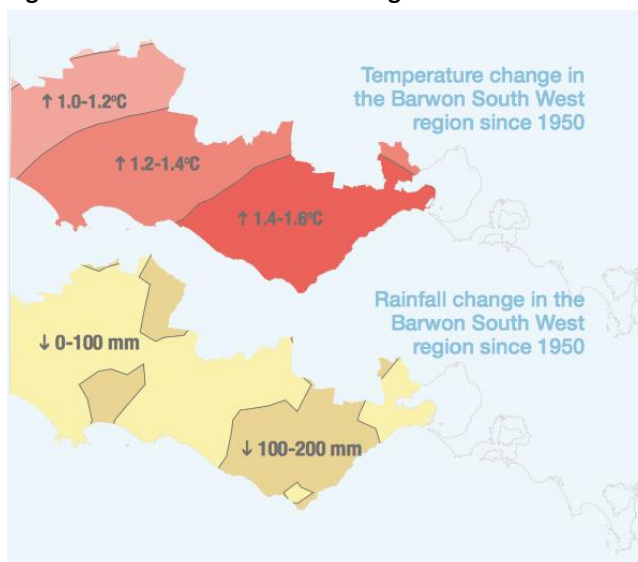 Temperature change in
the Barwon South West
region since 1950
↑ 1.0-1.2ºC
↑ 1.2-1.4ºC
↑ 1.4-1.6ºC
Rainfall change in the
Barwon South West
region since 1950
↓ 0-100 mm
↓ 100-200 mm